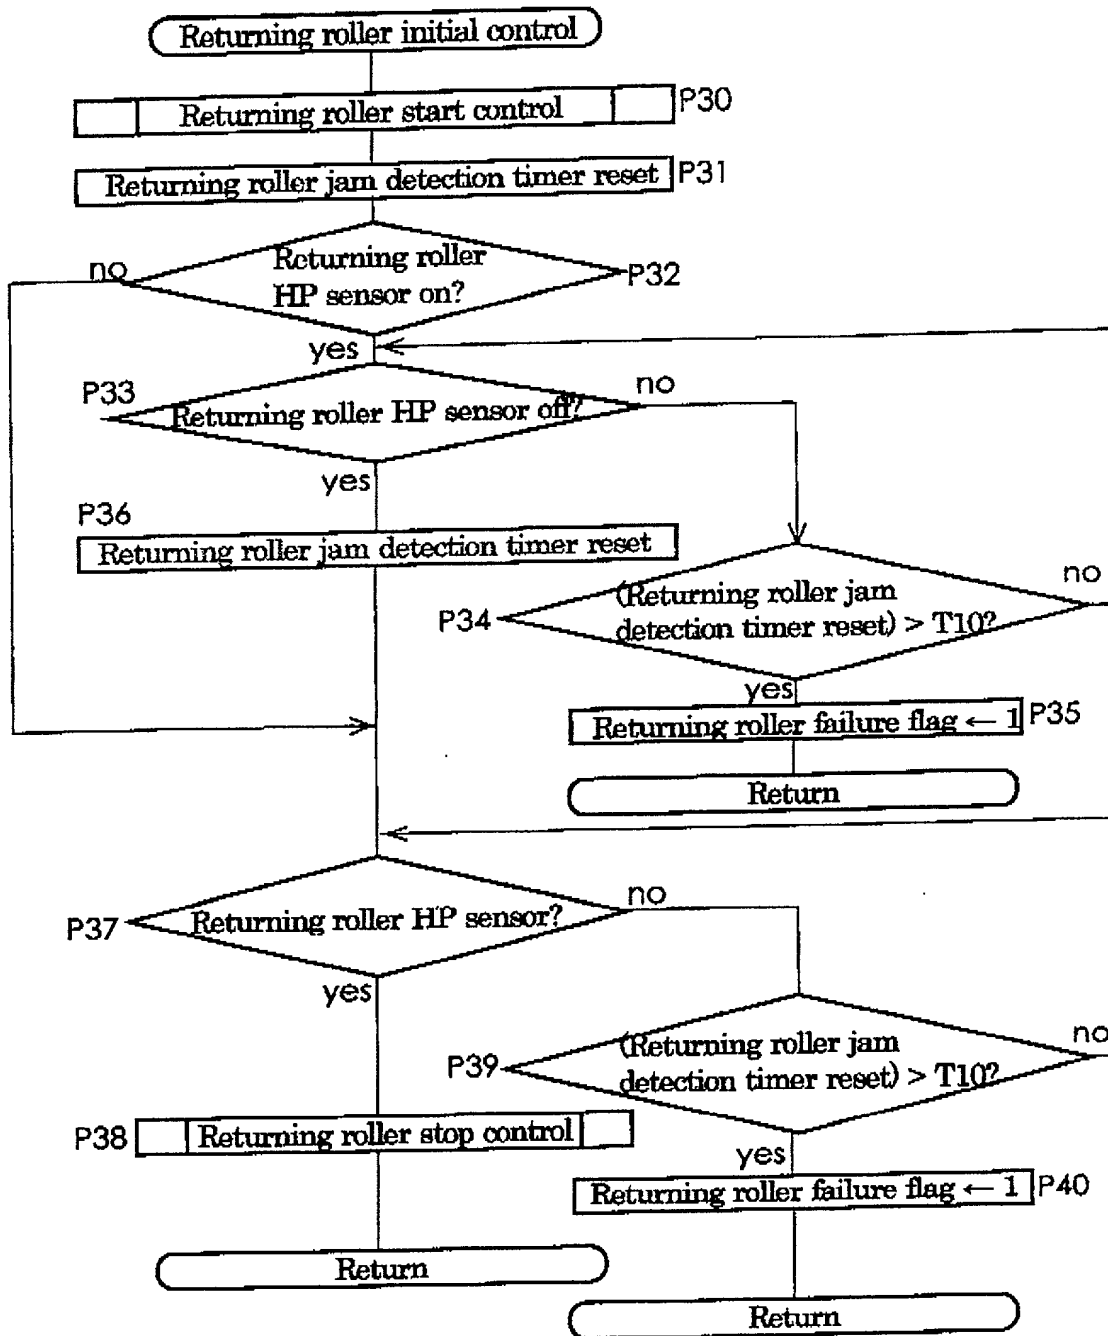 Returning roller initial control
Returning roller start control
P30
Returning roller jam detection timer reset
P31
Returning roller
HP sensor on?
P32
no
yes
P33
Returning roller HP sensor off?
no
yes
P36
Returning roller jam detection timer reset
P34
(Returning roller jam
detection timer reset) > T10?
no
yes
Returning roller failure flag ← 1
P35
Return
P37
Returning roller HP sensor?
no
yes
P39
(Returning roller jam
detection timer reset) > T10?
no
yes
P38
Returning roller stop control
Returning roller failure flag ← 1
P40
Return
Return